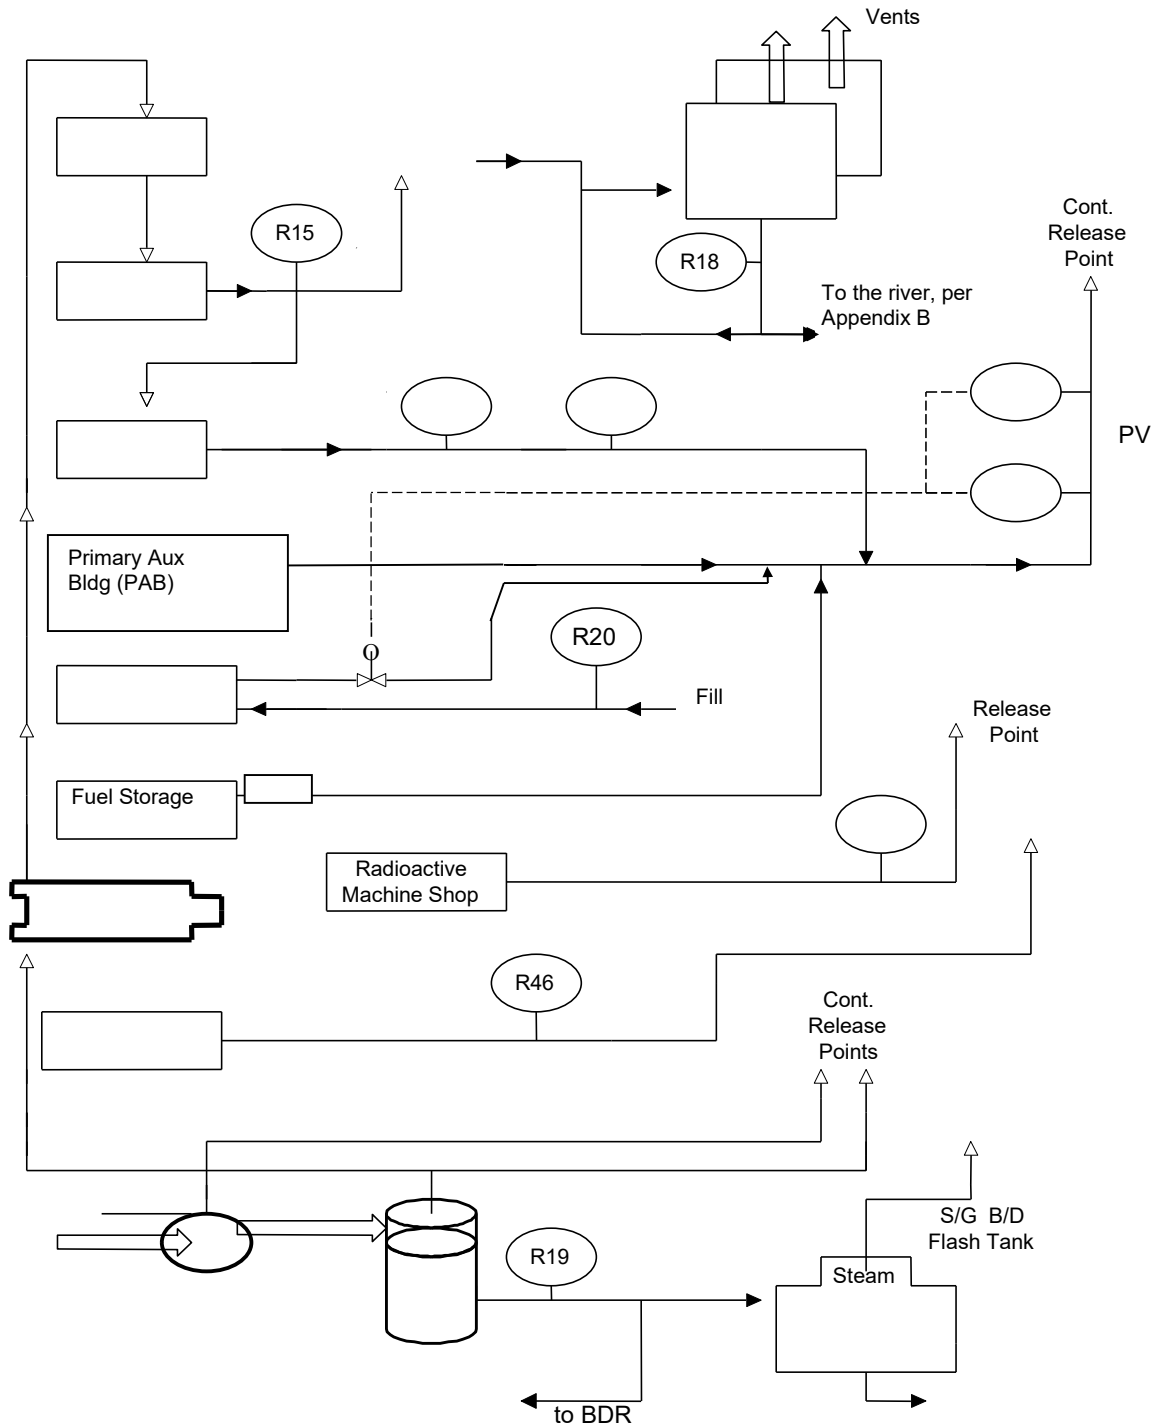 Vents
Cont.
Release
Point
R15
R18
To the river, per
Appendix B
PV
Primary Aux
Bldg (PAB)
O
R20
Fill
Release
Point
Fuel Storage
Radioactive
Machine Shop
R46
Cont.
Release
Points
S/G B/D
Flash Tank
R19
Steam
to BDR